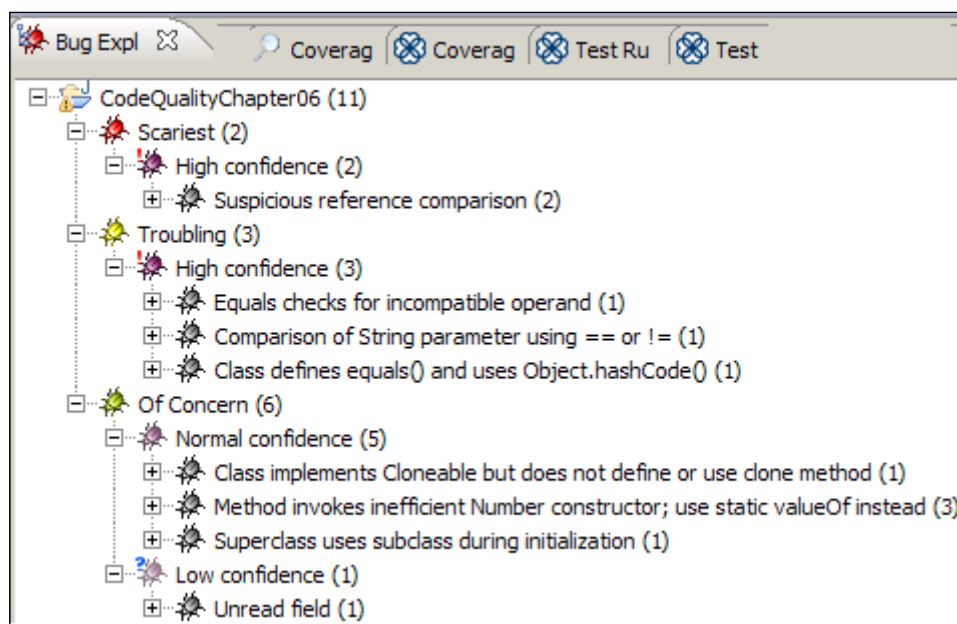 Bug Expl Coverag Coverag Test Ru Test
CodeQualityChapter06 (11)
Scariest (2)
High confidence (2)
Suspicious reference comparison (2)
Troubling (3)
High confidence (3)
Equals checks for incompatible operand (1)
Comparison of String parameter using == or != (1)
Class defines equals() and uses Object.hashCode() (1)
Of Concern (6)
Normal confidence (5)
Class implements Cloneable but does not define or use clone method (1)
Method invokes inefficient Number constructor; use static valueOf instead (3)
Superclass uses subclass during initialization (1)
Low confidence (1)
Unread field (1)